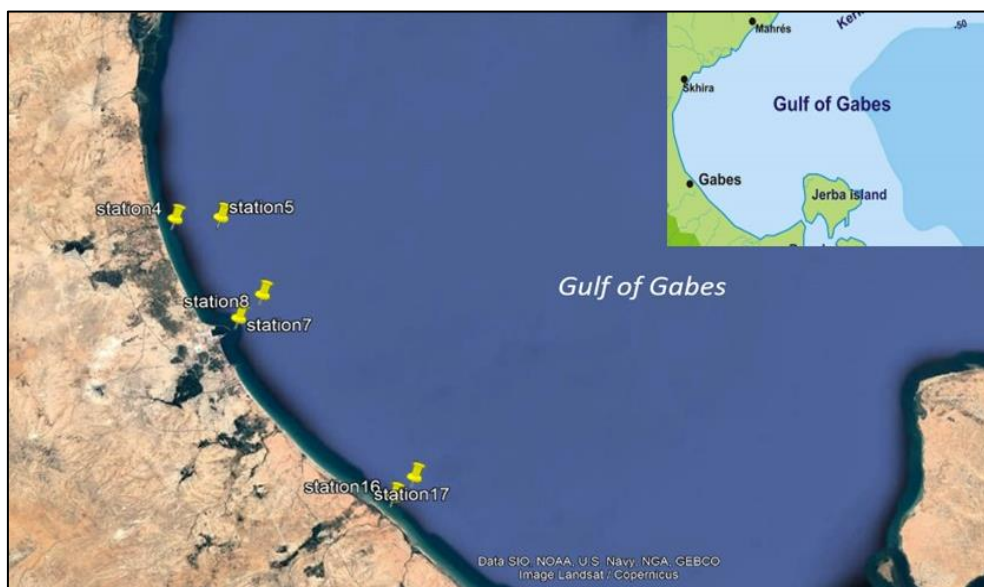 Mahrés
Kerk
-50
Skhira
Gulf of Gabes
Gabes
Jerba island
station4
station5
station8
station7
Gulf of Gabes
station16
station17
Data SIO, NOAA, U.S. Navy, NGA, GEBCO
Image Landsat / Copernicus